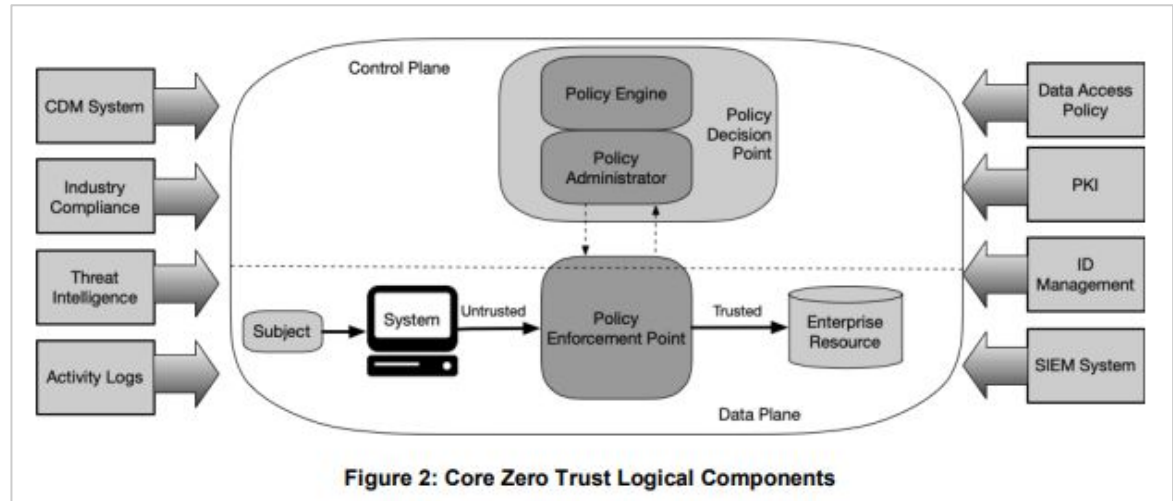 Control Plane
CDM System
Industry
Compliance
Threat
Intelligence
Activity Logs
Policy Engine
Policy
Administrator
Policy
Decision
Point
Subject
System
Untrusted
Policy
Enforcement Point
Trusted
Enterprise
Resource
Data Plane
Data Access
Policy
PKI
ID
Management
SIEM System
Figure 2: Core Zero Trust Logical Components